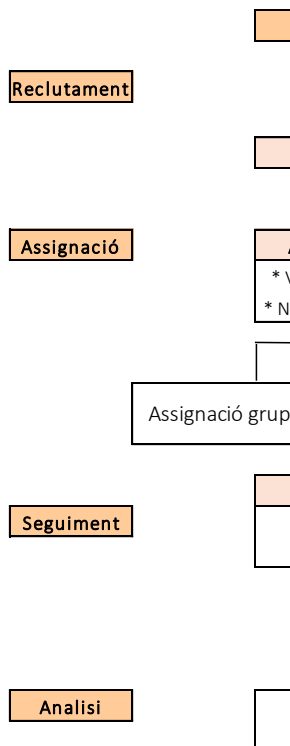 Reclutament
Assignació
Assignació grup
Seguiment
Analisi